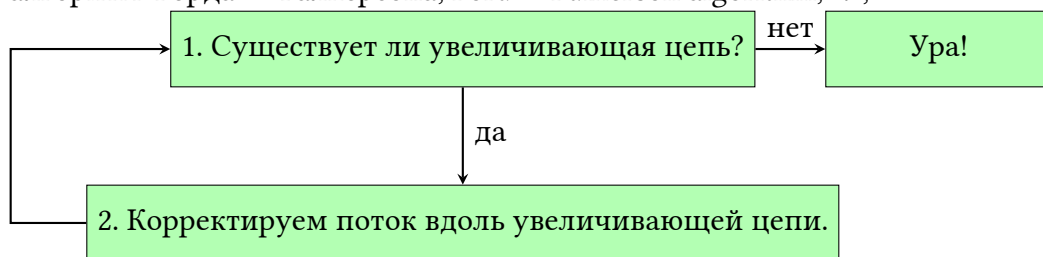 1. Существует ли увеличивающая цепь?
нет
Ура!
да
2. Корректируем поток вдоль увеличивающей цепи.